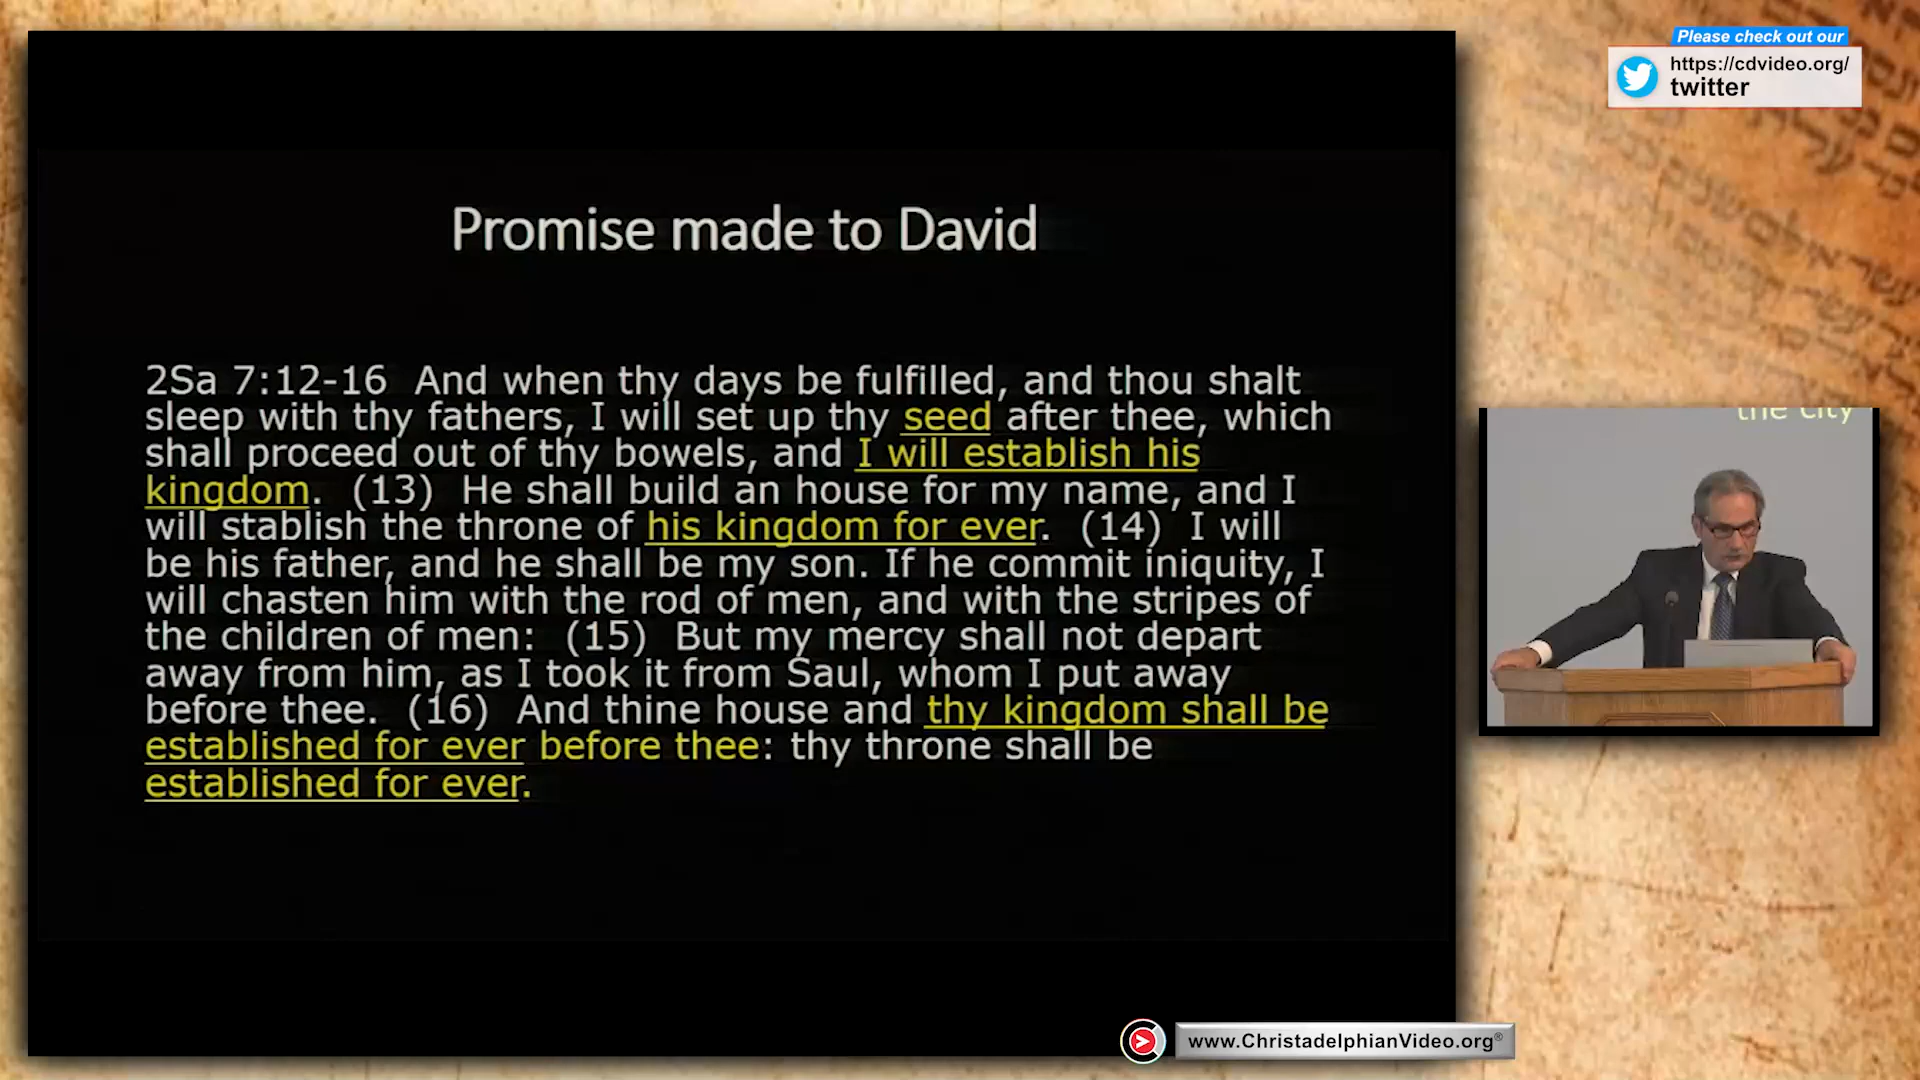 Please check out our
https://cdvideo.org/
twitter
Promise made to David
2Sa 7:12-16 And when thy days be fulfilled, and thou shalt
sleep with thy fathers, I will set up thy seed after thee, which
shall proceed out of thy bowels, and I will establish his
kingdom. (13) He shall build an house for my name, and I
will stablish the throne of his kingdom for ever. (14) I will
be his father, and he shall be my son. If he commit iniquity, I
will chasten him with the rod of men, and with the stripes of
the children of men: (15) But my mercy shall not depart
away from him, as I took it from Saul, whom I put away
before thee. (16) And thine house and thy kingdom shall be
established for ever before thee: thy throne shall be
established for ever.
the city
www.ChristadelphianVideo.org®